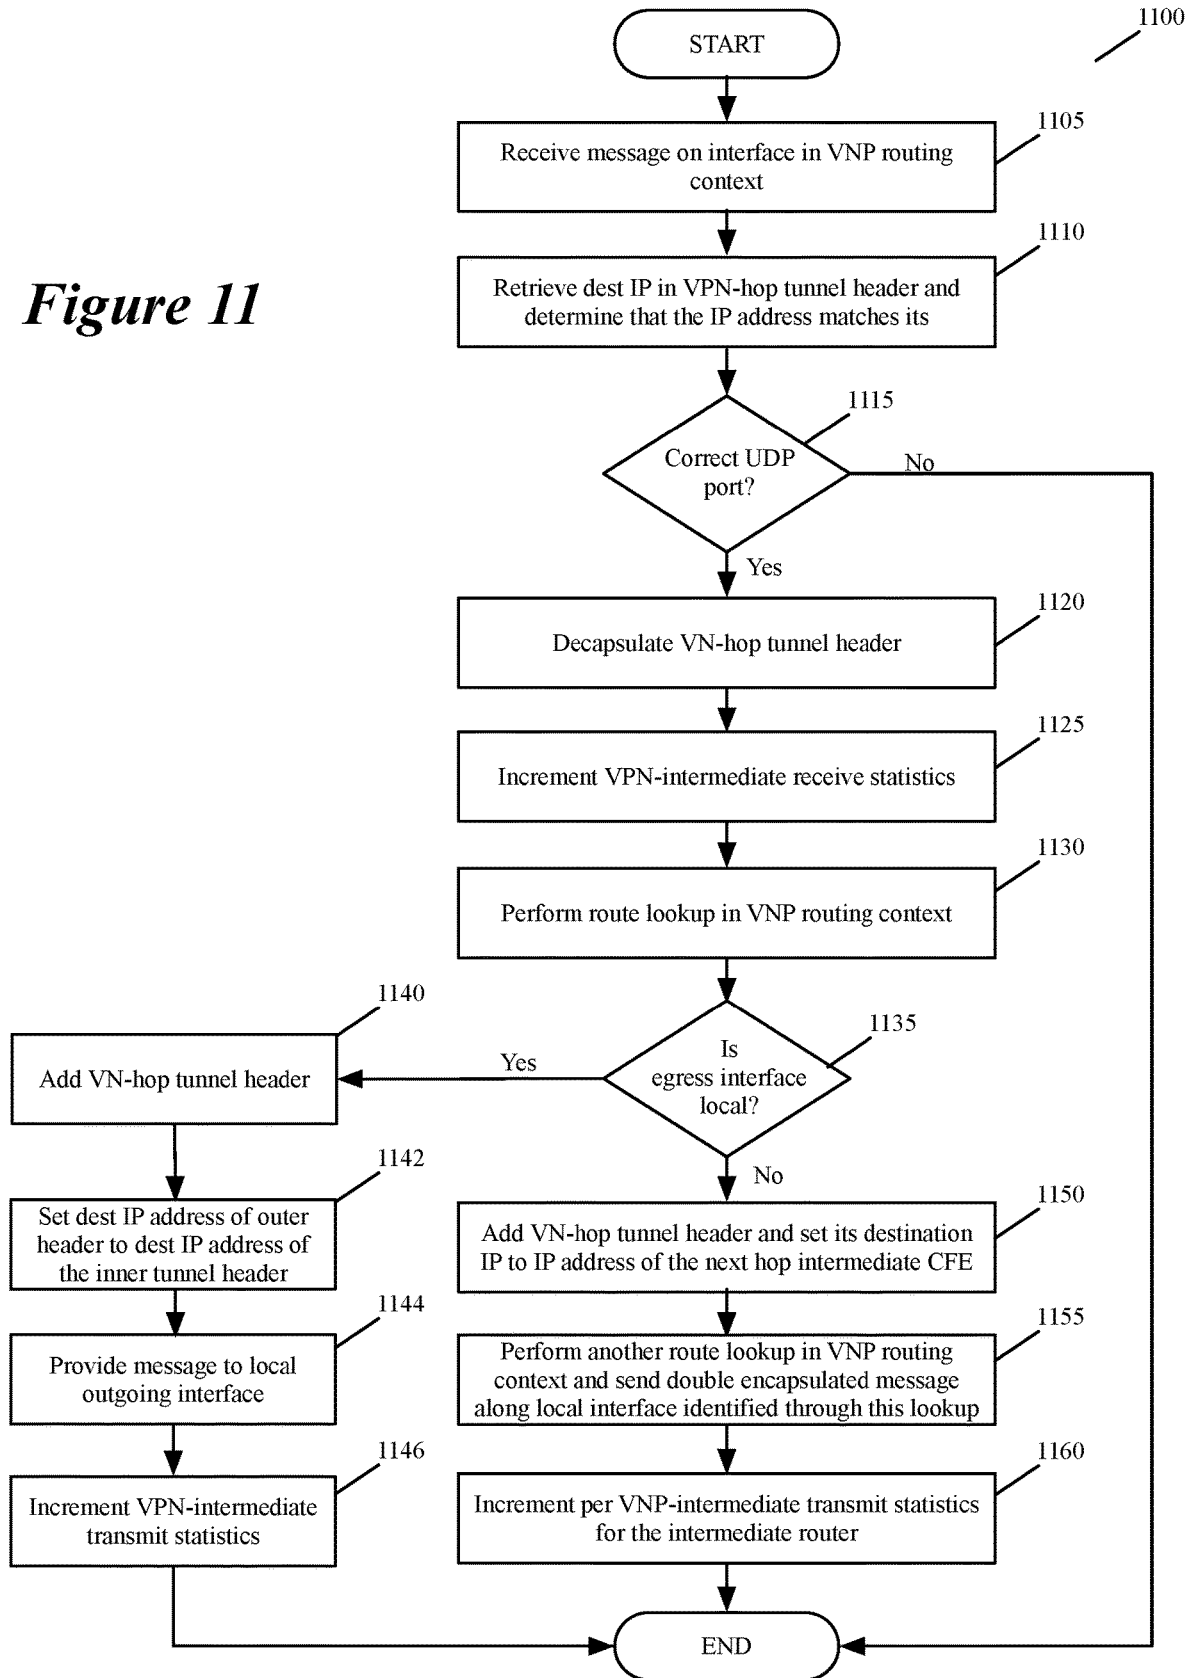 START
1100
1105
Receive message on interface in VNP routing
context
1110
Retrieve dest IP in VPN-hop tunnel header and
determine that the IP address matches its
Figure 11
1115
Correct UDP
port?
No
Yes
1120
Decapsulate VN-hop tunnel header
1125
Increment VPN-intermediate receive statistics
1130
Perform route lookup in VNP routing context
1135
Is
egress interface
local?
Yes
1140
Add VN-hop tunnel header
1142
Set dest IP address of outer
header to dest IP address of
the inner tunnel header
1144
Provide message to local
outgoing interface
1146
Increment VPN-intermediate
transmit statistics
No
1150
Add VN-hop tunnel header and set its destination
IP to IP address of the next hop intermediate CFE
1155
Perform another route lookup in VNP routing
context and send double encapsulated message
along local interface identified through this lookup
1160
Increment per VNP-intermediate transmit statistics
for the intermediate router
END